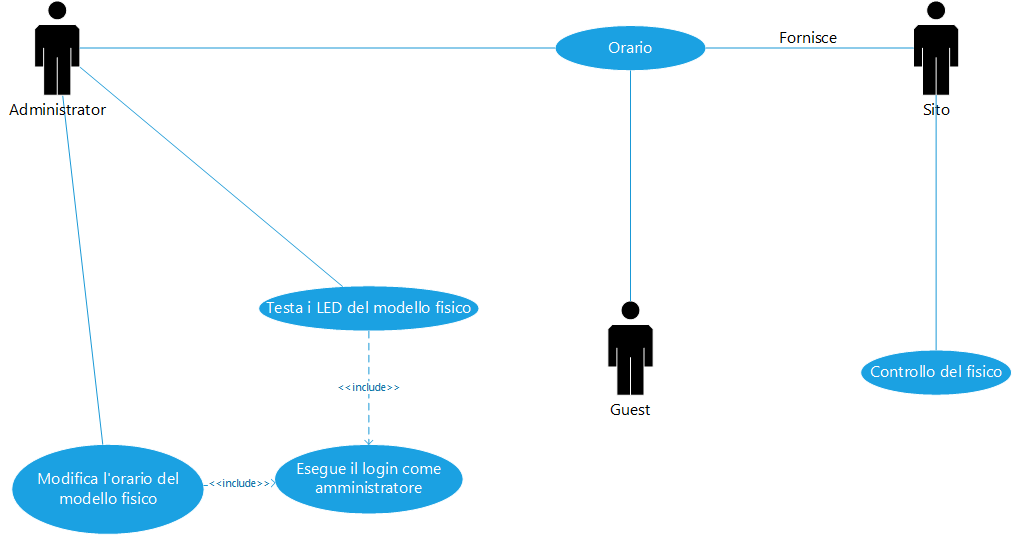 Orario
Fornisce
Administrator
Sito
Testa i LED del modello fisico
Controllo del fisico
<<include>>
Guest
Modifica l'orario del
modello fisico
<<include>>
Esegue il login come
amministratore